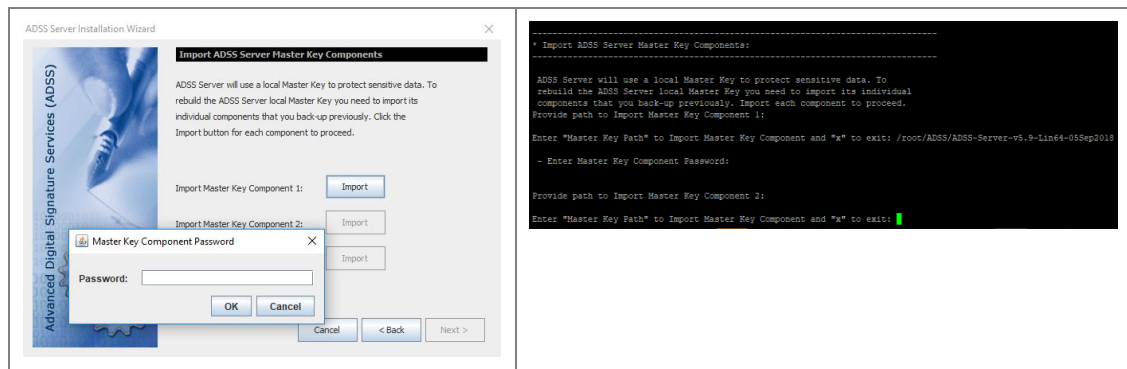 ADSS Server Installation Wizard
Advanced Digital Signature Services (ADSS)
Import ADSS Server Master Key Components
ADSS Server will use a local Master Key to protect sensitive data. To
rebuild the ADSS Server local Master Key you need to import its individual
components that you back-up previously. Click the
Import button for each component to proceed.
Import Master Key Component 1:
Import
Import Master Key Component 2:
Import
Import
Master Key Component Password
Password:
OK
Cancel
Cancel
< Back
Next >
* Import ADSS Server Master Key Components:
ADSS Server will use a local Master Key to protect sensitive data. To
rebuild the ADSS Server local Master Key you need to import its individual
components that you back-up previously. Import each component to proceed.
Provide path to Import Master Key Component 1:
Enter "Master Key Path" to Import Master Key Component and "x" to exit: /root/ADSS/ADSS-Server-v5.9-Lin64-05Sep2018
- Enter Master Key Component Password:
Provide path to Import Master Key Component 2:
Enter "Master Key Path" to Import Master Key Component and "x" to exit: